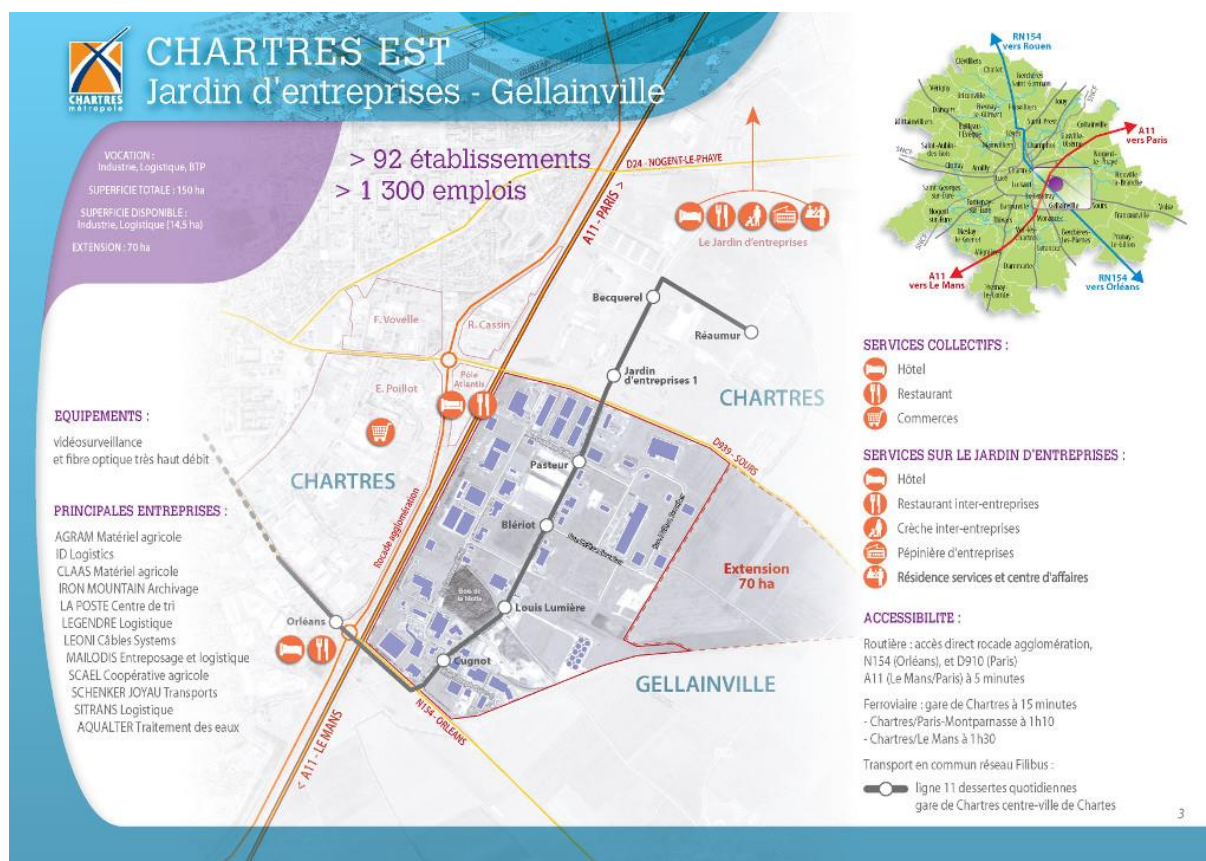 CHARTRES
métropole
CHARTRES EST
Jardin d'entreprises - Gellainville
VOCATION :
Industrie, Logistique, BTP
SUPERFICIE TOTALE : 150 ha
SUPERFICIE DISPONIBLE :
Industrie, Logistique (14,5 ha)
EXTENSION : 70 ha
> 92 établissements
> 1 300 emplois
D24 - NOGENT-LE-PHAYE
A11 - PARIS >
Le Jardin d'entreprises
Becquerel
Réaumur
F. Vovelle
R. Cassin
Jardin
d'entreprises 1
E. Poillot
Pôle
Atlantis
CHARTRES
D939 - SOURS
CHARTRES
Pasteur
Rocade agglomération
Blériot
Extension
70 ha
Bois de
la Motte
Louis Lumière
Orléans
Cugnot
GELLAINVILLE
N154 - ORLEANS
< A11 - LE MANS
EQUIPEMENTS :
vidéosurveillance
et fibre optique très haut débit
PRINCIPALES ENTREPRISES :
AGRAM Matériel agricole
ID Logistics
CLAAS Matériel agricole
IRON MOUNTAIN Archivage
LA POSTE Centre de tri
LEGENDRE Logistique
LEONI Câbles Systems
MAILODIS Entreposage et logistique
SCAEL Coopérative agricole
SCHENKER JOYAU Transports
SITRANS Logistique
AQUALTER Traitement des eaux
RN154
vers Rouen
A11
vers Paris
A11
vers Le Mans
RN154
vers Orléans
SERVICES COLLECTIFS :
Hôtel
Restaurant
Commerces
SERVICES SUR LE JARDIN D'ENTREPRISES :
Hôtel
Restaurant inter-entreprises
Crèche inter-entreprises
Pépinière d'entreprises
Résidence services et centre d'affaires
ACCESSIBILITE :
Routière : accès direct rocade agglomération,
N154 (Orléans), et D910 (Paris)
A11 (Le Mans/Paris) à 5 minutes
Ferroviaire : gare de Chartres à 15 minutes
- Chartres/Paris-Montparnasse à 1h10
- Chartres/Le Mans à 1h30
Transport en commun réseau Filibus :
ligne 11 dessertes quotidiennes
gare de Chartres centre-ville de Chartes
3